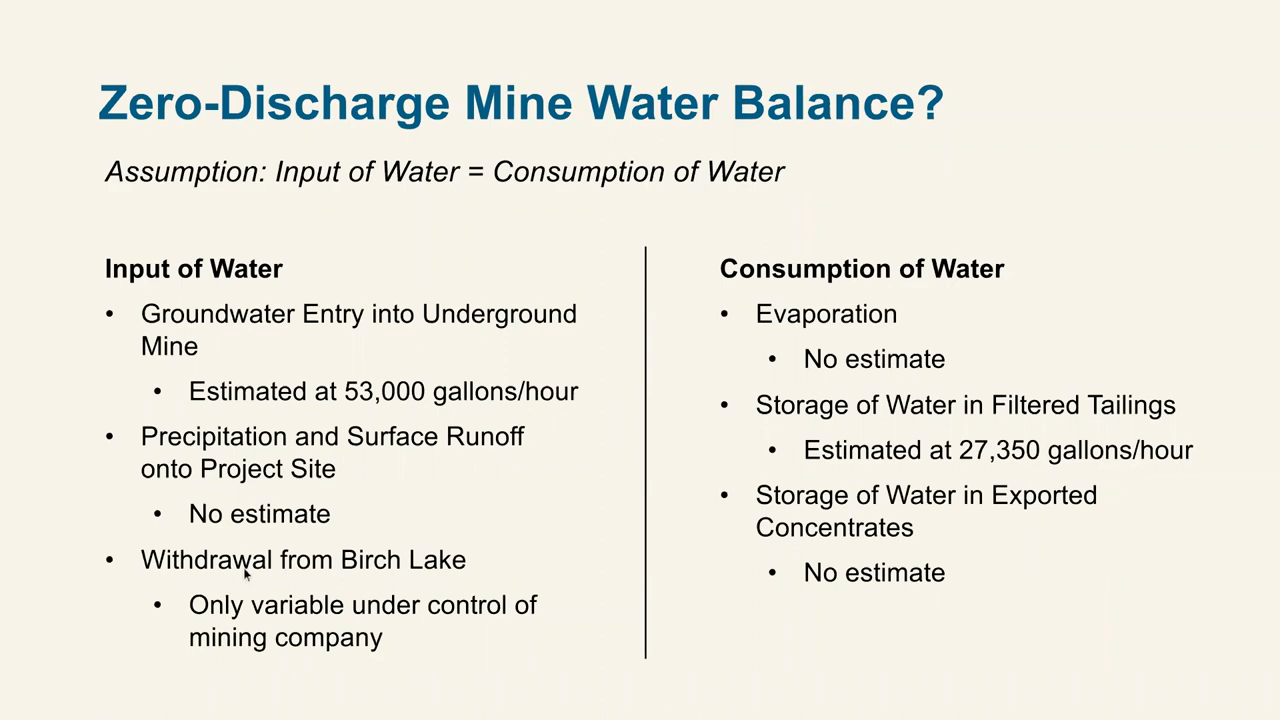 Zero-Discharge Mine Water Balance?
Assumption: Input of Water = Consumption of Water
Input of Water
• Groundwater Entry into Underground
Mine
• Estimated at 53,000 gallons/hour
• Precipitation and Surface Runoff
onto Project Site
• No estimate
• Withdrawal from Birch Lake
• Only variable under control of
mining company
Consumption of Water
• Evaporation
• No estimate
• Storage of Water in Filtered Tailings
• Estimated at 27,350 gallons/hour
• Storage of Water in Exported
Concentrates
• No estimate